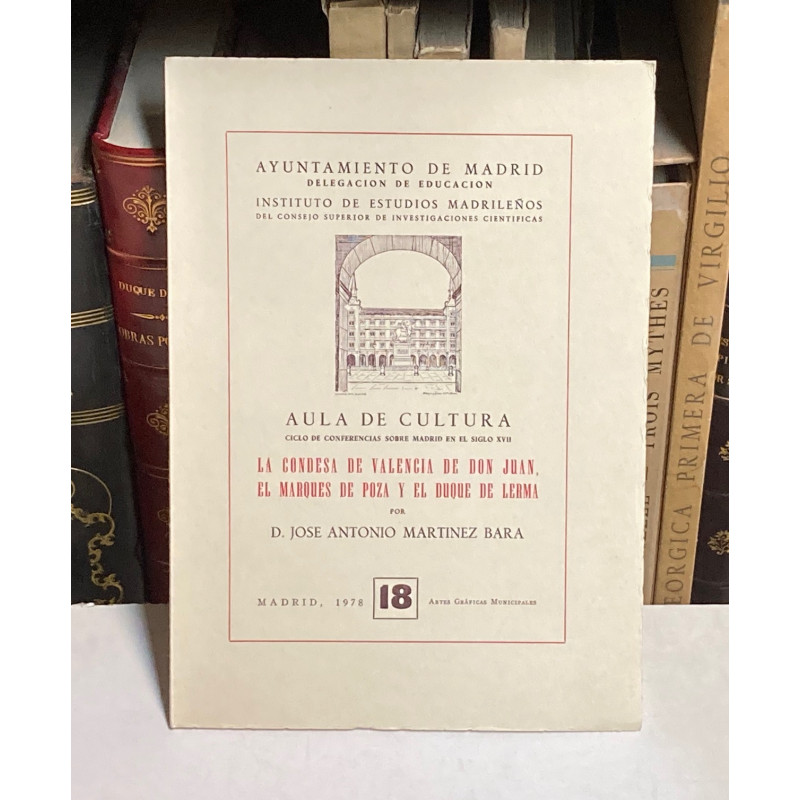 AYUNTAMIENTO DE MADRID
DELEGACION DE EDUCACION
INSTITUTO DE ESTUDIOS MADRILEÑOS
DEL CONSEJO SUPERIOR DE INVESTIGACIONES CIENTIFICAS
AULA DE CULTURA
CICLO DE CONFERENCIAS SOBRE MADRID EN EL SIGLO XVII
LA CONDESA DE VALENCIA DE DON JUAN,
EL MARQUES DE POZA Y EL DUQUE DE LERMA
POR
D. JOSE ANTONIO MARTINEZ BARA
MADRID, 1978 18 ARTES GRÁFICAS MUNICIPALES
DUQUE D
OBRAS PO
TROIS MYTHES
EORGICA PRIMERA DE VIRGILIO